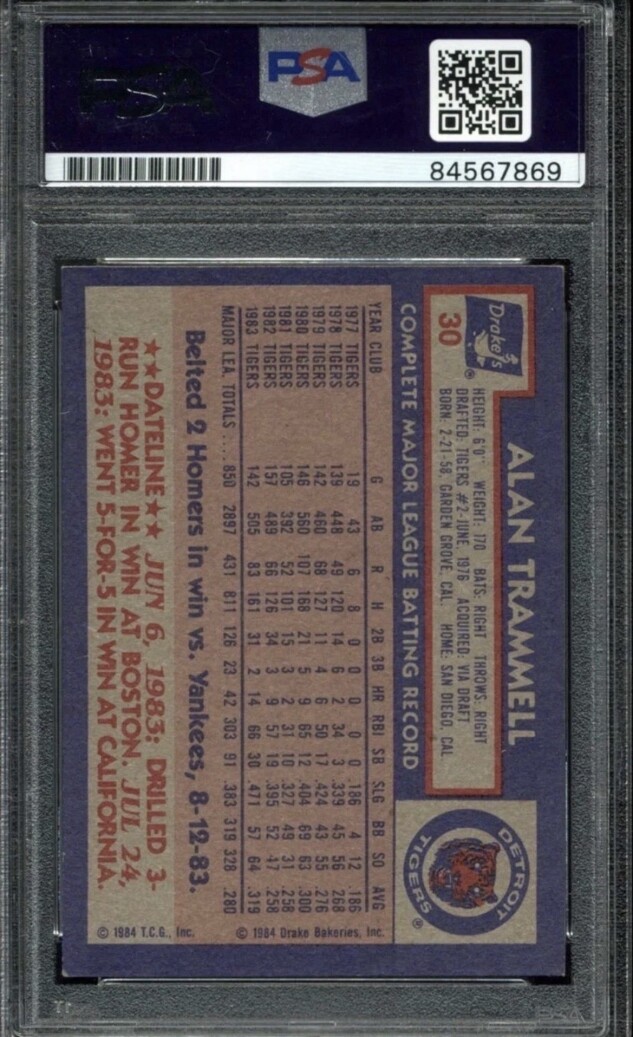 PSA
84567869
Drake's
30
ALAN TRAMMELL
HEIGHT: 6'0" WEIGHT: 170 BATS: RIGHT THROWS: RIGHT
DRAFTED: TIGERS #2-JUNE, 1976 ACQUIRED: VIA DRAFT
BORN: 2-21-58, GARDEN GROVE, CAL. HOME: SAN DIEGO, CAL
DETROIT
TIGERS
COMPLETE MAJOR LEAGUE BATTING RECORD
YEAR CLUB G AB R H 2B 3B HR RBI SB SLG BB SO AVG
1977 TIGERS 19 43 6 8 0 0 0 0 0 .186 4 12 .186
1978 TIGERS 139 448 49 120 14 6 2 34 3 .339 45 56 .268
1979 TIGERS 142 460 68 127 11 4 6 50 17 .324 43 55 .276
1980 TIGERS 146 560 107 168 21 5 9 65 12 .404 69 63 .300
1981 TIGERS 105 392 52 101 15 3 2 31 10 .327 49 31 .258
1982 TIGERS 157 489 66 126 34 3 9 57 19 .395 52 47 .258
1983 TIGERS 142 505 83 161 31 2 14 66 30 .471 57 64 .319
MAJOR LEA. TOTALS .... 850 2897 431 811 126 23 42 303 91 .383 319 328 .280
Belted 2 Homers in win vs. Yankees, 8-12-83.
★★DATELINE★★ JUN 6, 1983: DRILLED 3-
RUN HOMER IN WIN AT BOSTON. JUL 24,
1983: WENT 5-FOR-5 IN WIN AT CALIFORNIA.
© 1984 T.C.G., Inc.
© 1984 Drake Bakeries, Inc.